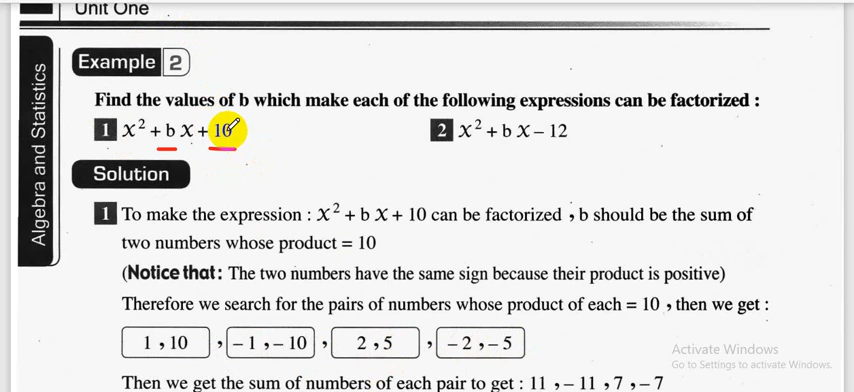 Unit One
Algebra and Statistics
Example 2
Find the values of b which make each of the following expressions can be factorized :
1 x² + b x + 10
2 x² + b x – 12
Solution
1 To make the expression : x² + b x + 10 can be factorized , b should be the sum of
two numbers whose product = 10
(Notice that : The two numbers have the same sign because their product is positive)
Therefore we search for the pairs of numbers whose product of each = 10 , then we get :
1 , 10 , – 1 , – 10 , 2 , 5 , – 2 , – 5
Then we get the sum of numbers of each pair to get : 11 , – 11 , 7 , – 7
Activate Windows
Go to Settings to activate Windows.